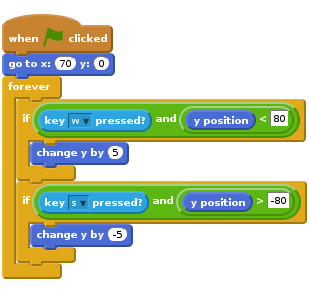 when clicked
go to x: 70 y: 0
forever
if key w pressed? and y position < 80
change y by 5
if key s pressed? and y position > -80
change y by -5